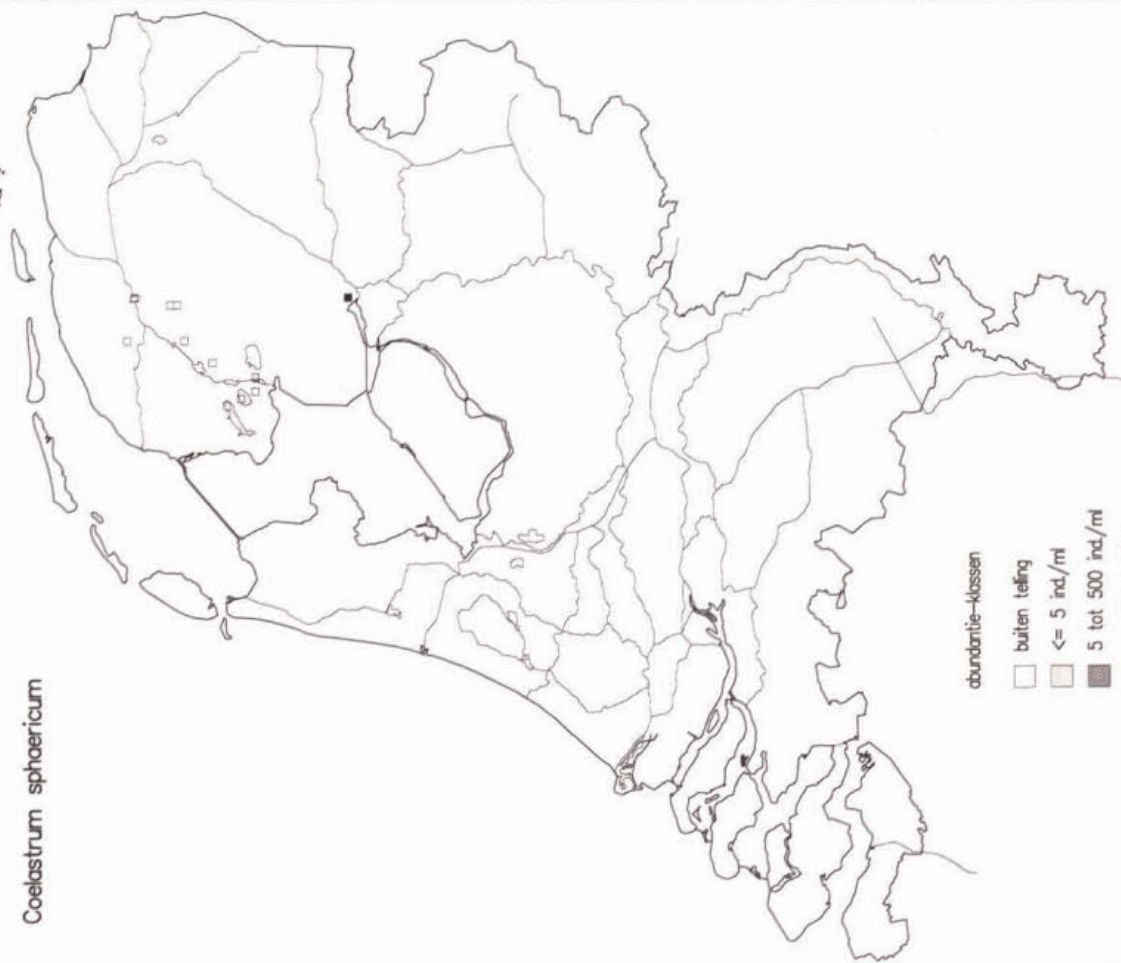 Coelastrum sphaericum
abundantie-klassen
buiten telling
<= 5 ind./ml
5 tot 500 ind./ml